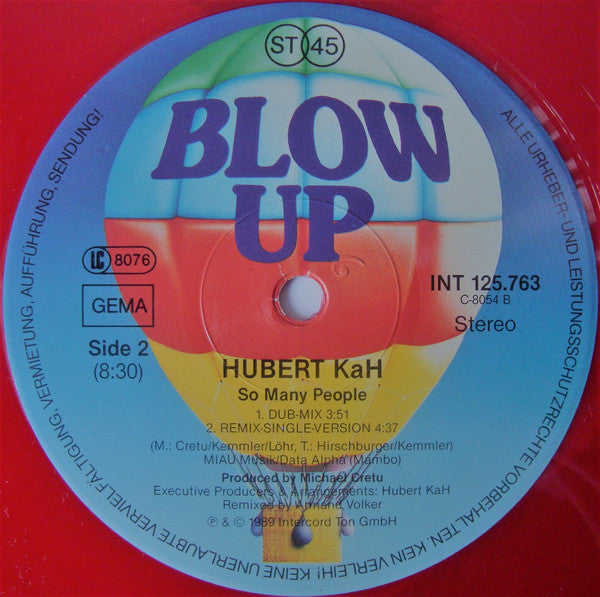 ST 45
BLOW
UP
LC 8076
GEMA
Side 2
(8:30)
INT 125.763
C-8054 B
Stereo
HUBERT KaH
So Many People
1. DUB-MIX 3:51
2. REMIX-SINGLE-VERSION 4:37
(M.: Cretu/Kemmler/Löhr, T.: Hirschburger/Kemmler)
MIAU Musik/Data Alpha (Mambo)
Produced by Michael Cretu
Executive Producers + Arrangements: Hubert KaH
Remixed by Armand Volker
℗ & © 1989 Intercord Ton GmbH
ALLE URHEBER- UND LEISTUNGSSCHUTZRECHTE VORBEHALTEN. KEIN VERLEIH! KEINE UNERLAUBTE VERVIELFÄLTIGUNG, VERMIETUNG, AUFFÜHRUNG, SENDUNG!